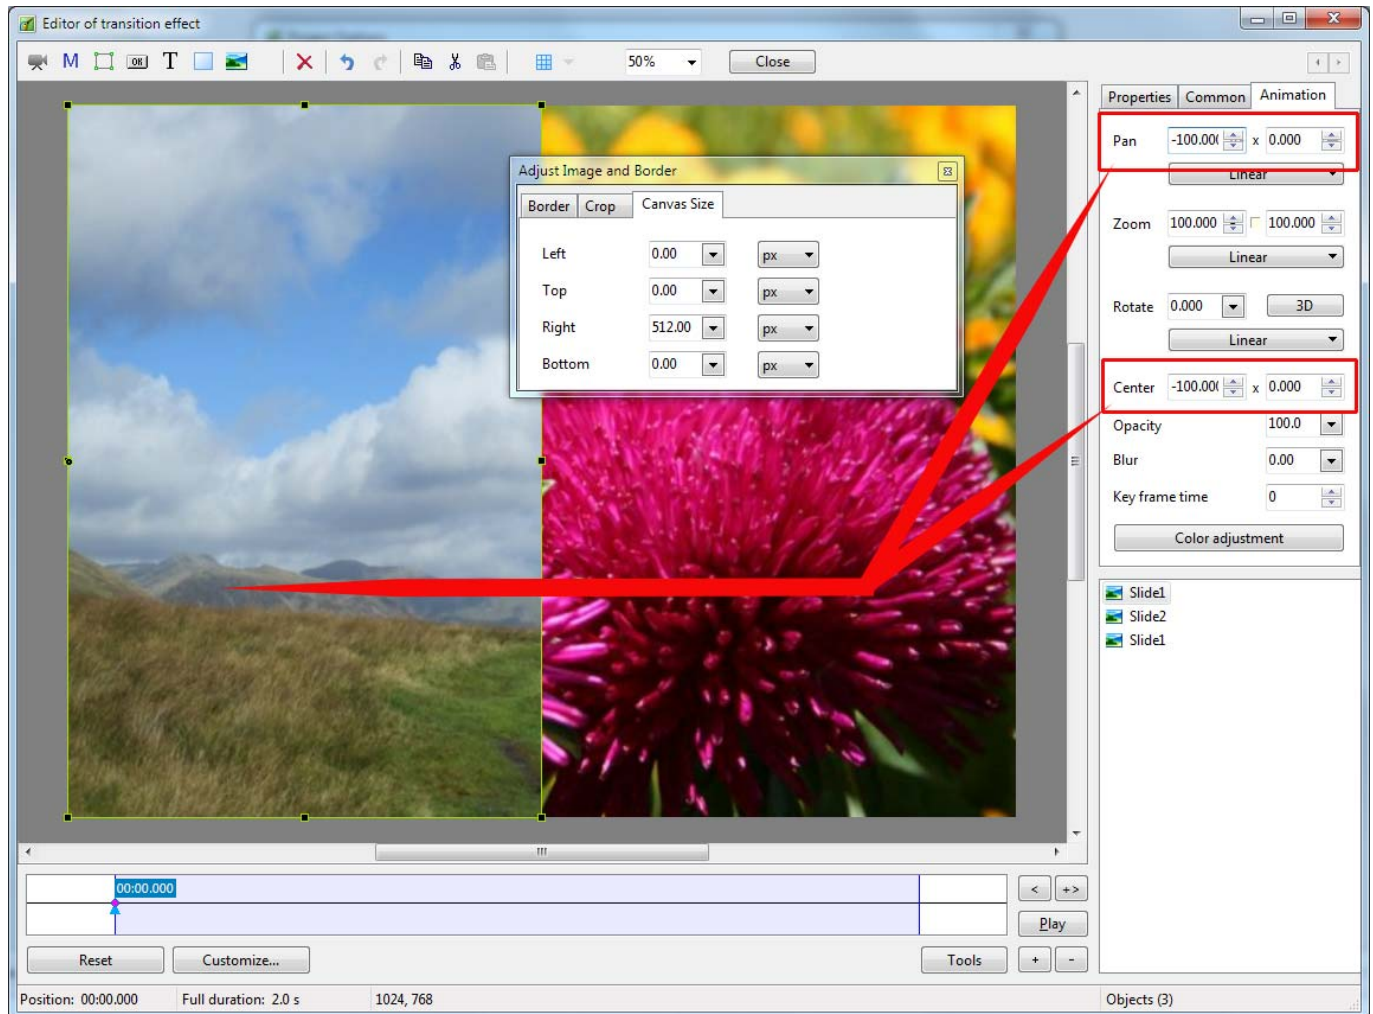 Editor of transition effect
M OK T 50% Close
Properties Common Animation
Pan -100.00( x 0.000
Linear
Zoom 100.000 100.000
Linear
Rotate 0.000 3D
Linear
Center -100.00( x 0.000
Opacity 100.0
Blur 0.00
Key frame time 0
Color adjustment
Adjust Image and Border
Border Crop Canvas Size
Left 0.00 px
Top 0.00 px
Right 512.00 px
Bottom 0.00 px
Slide1
Slide2
Slide1
00:00.000
< +>
Play
Reset Customize... Tools + -
Position: 00:00.000 Full duration: 2.0 s 1024, 768 Objects (3)